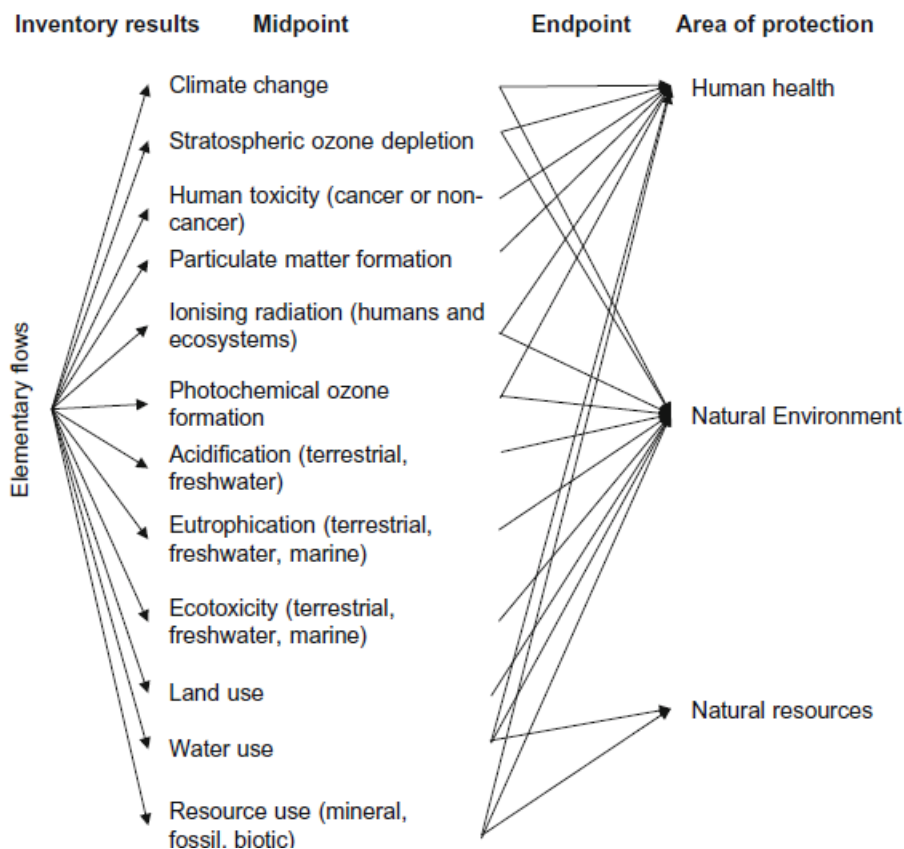 Inventory results Midpoint Endpoint Area of protection
Climate change
Human health
Stratospheric ozone depletion
Human toxicity (cancer or non-
cancer)
Particulate matter formation
Ionising radiation (humans and
ecosystems)
Elementary flows
Photochemical ozone
formation
Natural Environment
Acidification (terrestrial,
freshwater)
Eutrophication (terrestrial,
freshwater, marine)
Ecotoxicity (terrestrial,
freshwater, marine)
Land use
Natural resources
Water use
Resource use (mineral,
fossil, biotic)